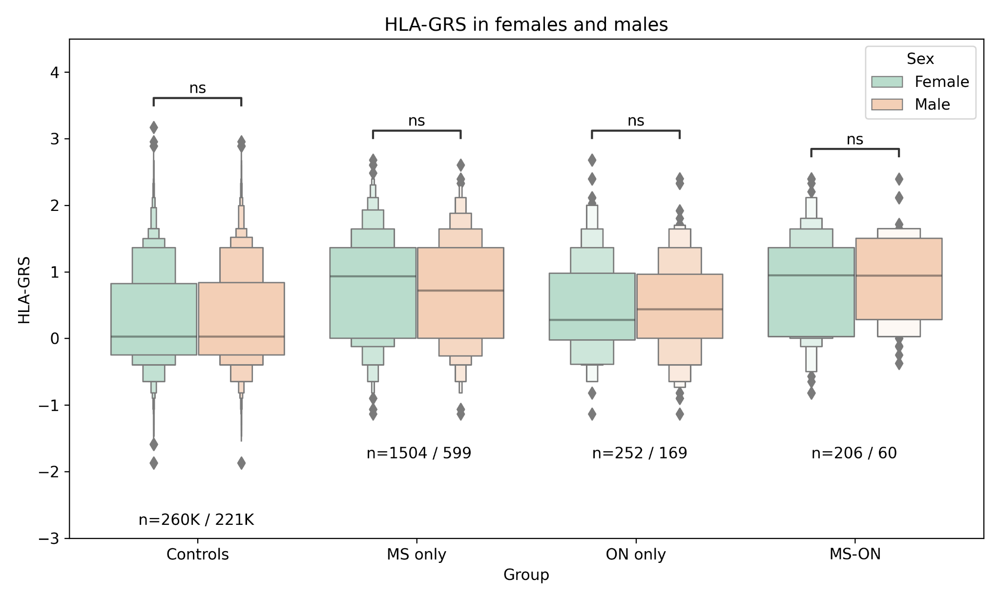 HLA-GRS in females and males
Sex
Female
Male
HLA-GRS
4
3
2
1
0
−1
−2
−3
ns
ns
ns
ns
n=260K / 221K
n=1504 / 599
n=252 / 169
n=206 / 60
Controls
MS only
ON only
MS-ON
Group